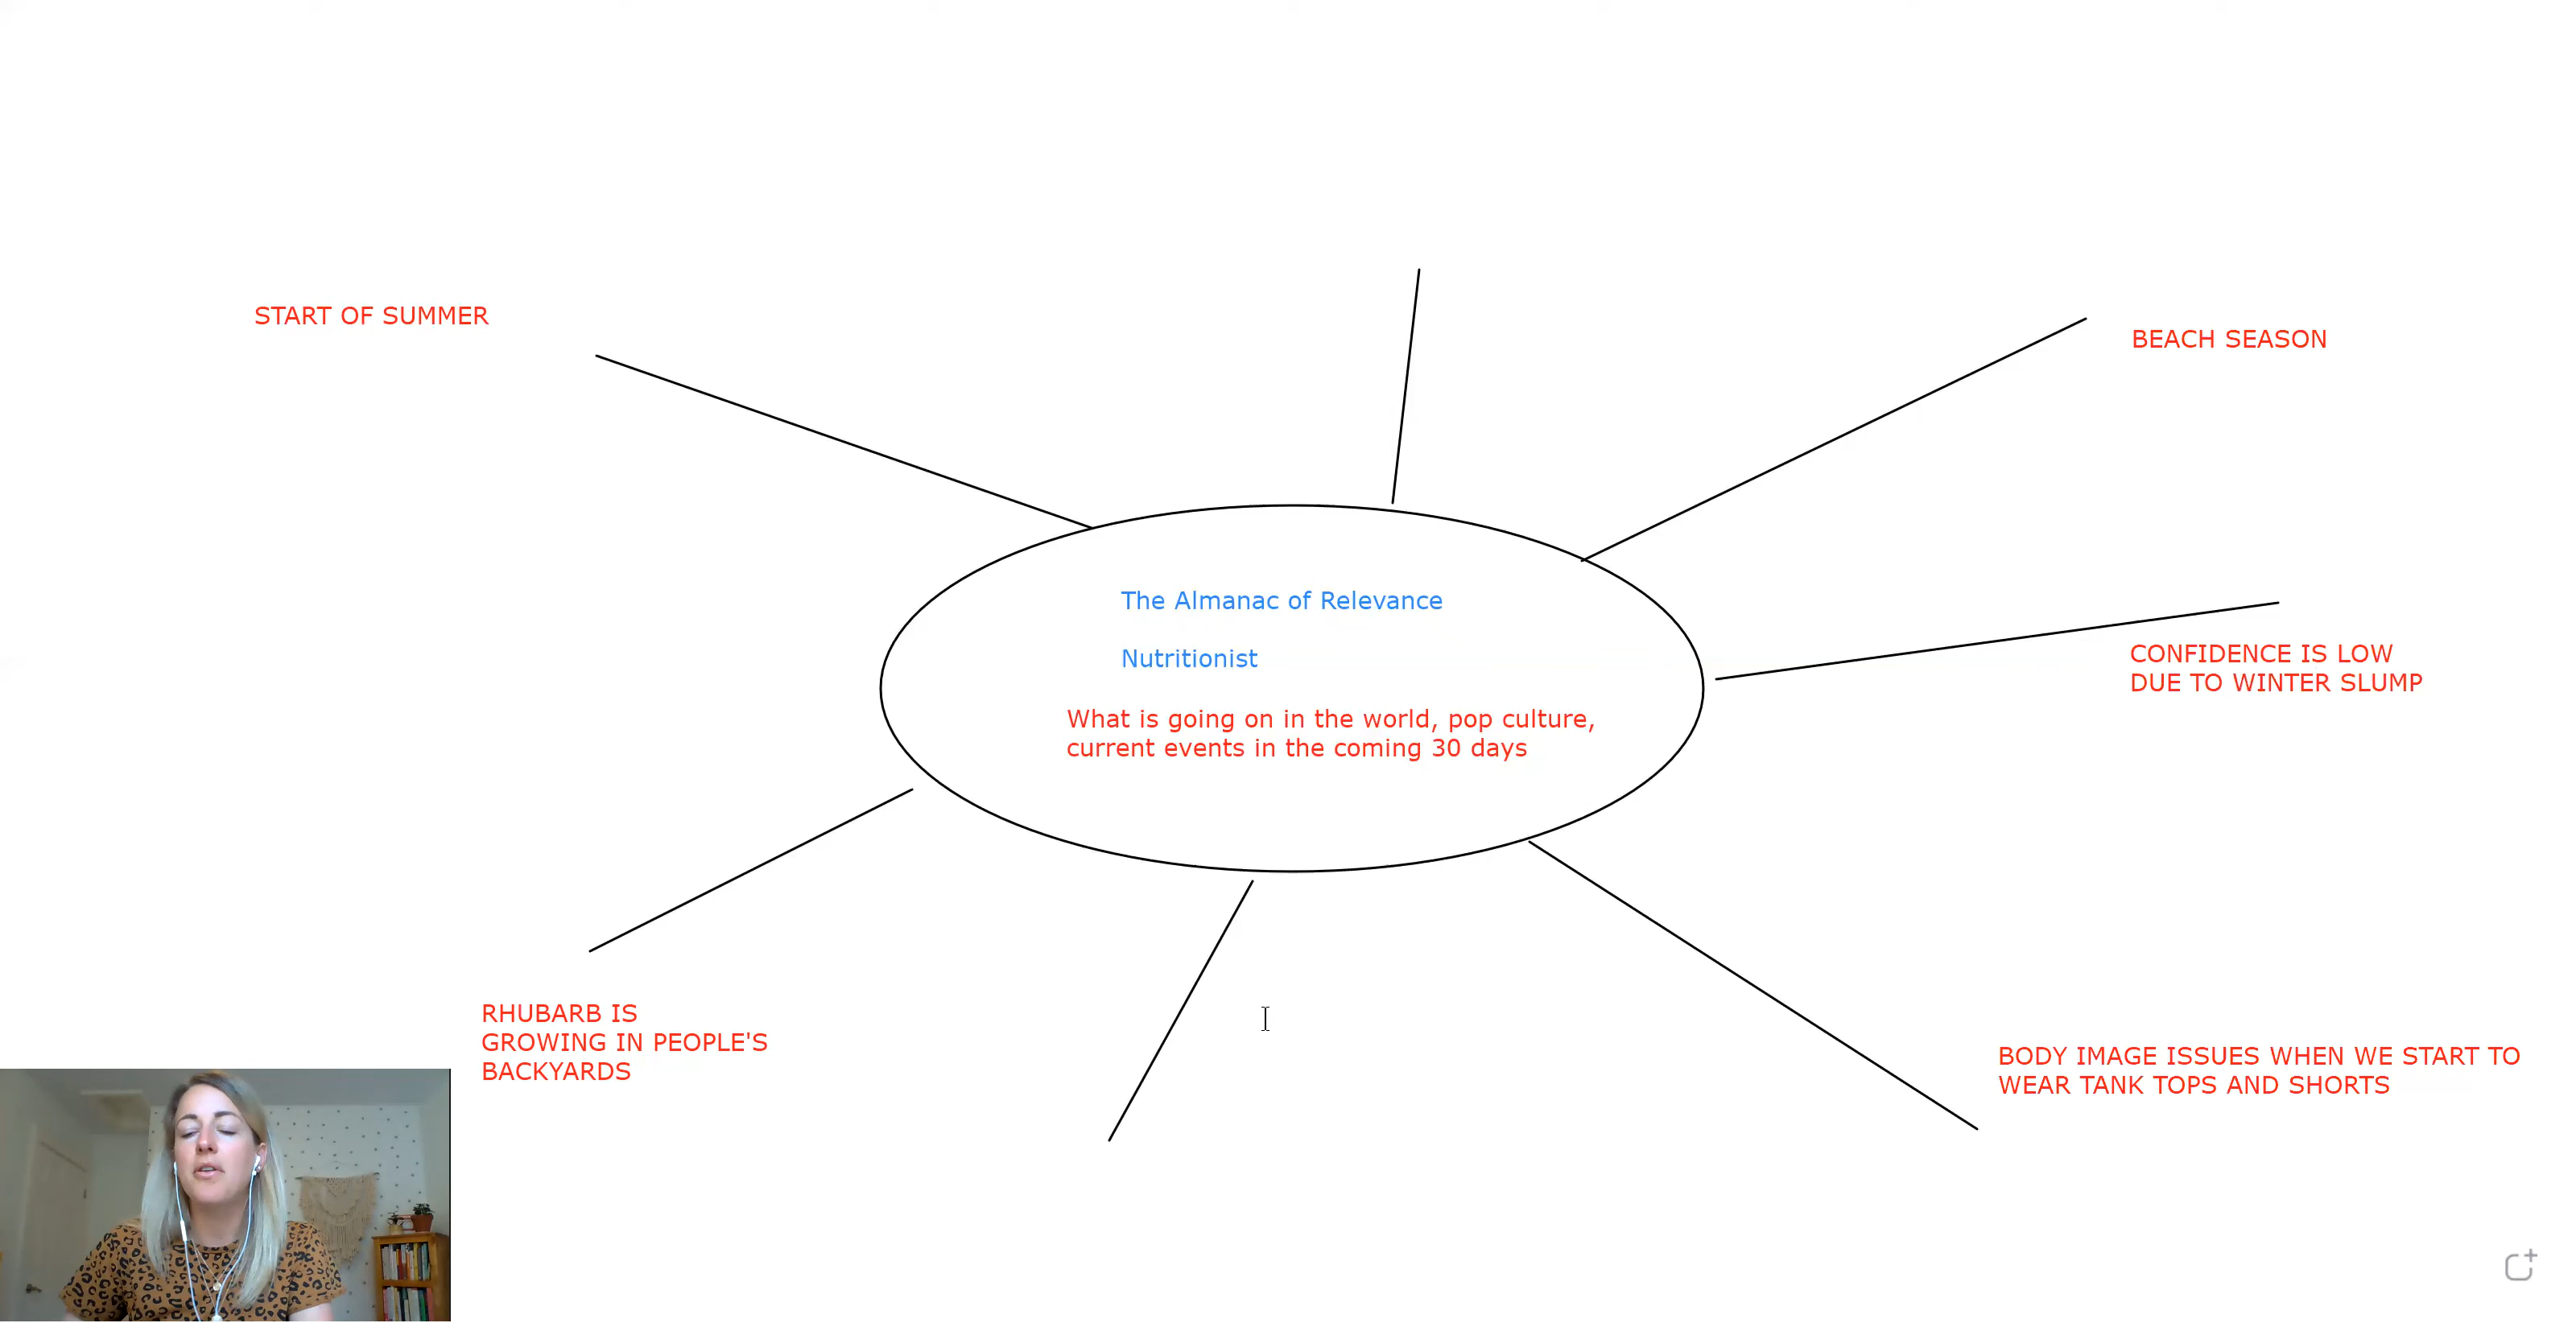 START OF SUMMER
BEACH SEASON
The Almanac of Relevance
Nutritionist
What is going on in the world, pop culture,
current events in the coming 30 days
CONFIDENCE IS LOW
DUE TO WINTER SLUMP
RHUBARB IS
GROWING IN PEOPLE'S
BACKYARDS
BODY IMAGE ISSUES WHEN WE START TO
WEAR TANK TOPS AND SHORTS